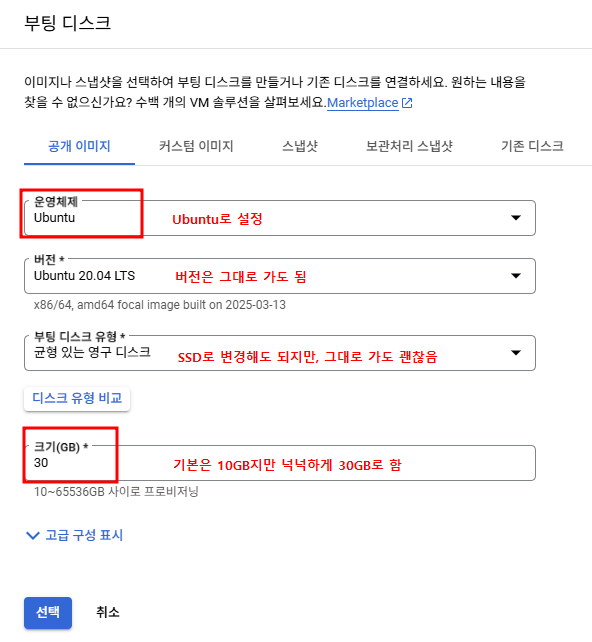 부팅 디스크
이미지나 스냅샷을 선택하여 부팅 디스크를 만들거나 기존 디스크를 연결하세요. 원하는 내용을
찾을 수 없으신가요? 수백 개의 VM 솔루션을 살펴보세요.Marketplace
공개 이미지 커스텀 이미지 스냅샷 보관처리 스냅샷 기존 디스크
운영체제
Ubuntu Ubuntu로 설정
버전 *
Ubuntu 20.04 LTS 버전은 그대로 가도 됨
x86/64, amd64 focal image built on 2025-03-13
부팅 디스크 유형 *
균형 있는 영구 디스크 SSD로 변경해도 되지만, 그대로 가도 괜찮음
디스크 유형 비교
크기(GB) *
30 기본은 10GB지만 넉넉하게 30GB로 함
10~65536GB 사이로 프로비저닝
고급 구성 표시
선택 취소